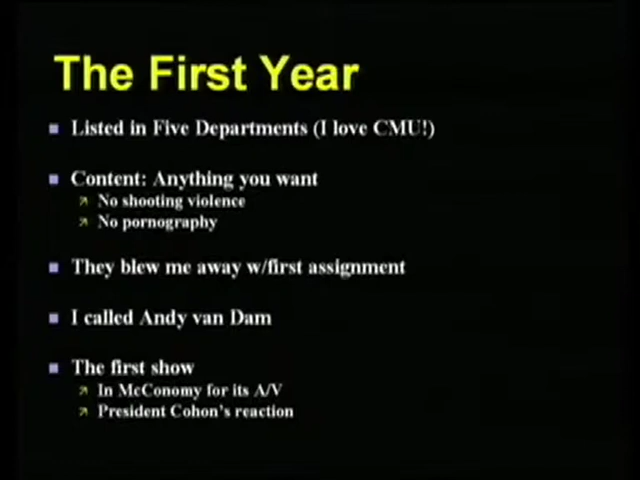 The First Year
Listed in Five Departments (I love CMU!)
Content: Anything you want
No shooting violence
No pornography
They blew me away w/first assignment
I called Andy van Dam
The first show
In McConomy for its A/V
President Cohon's reaction